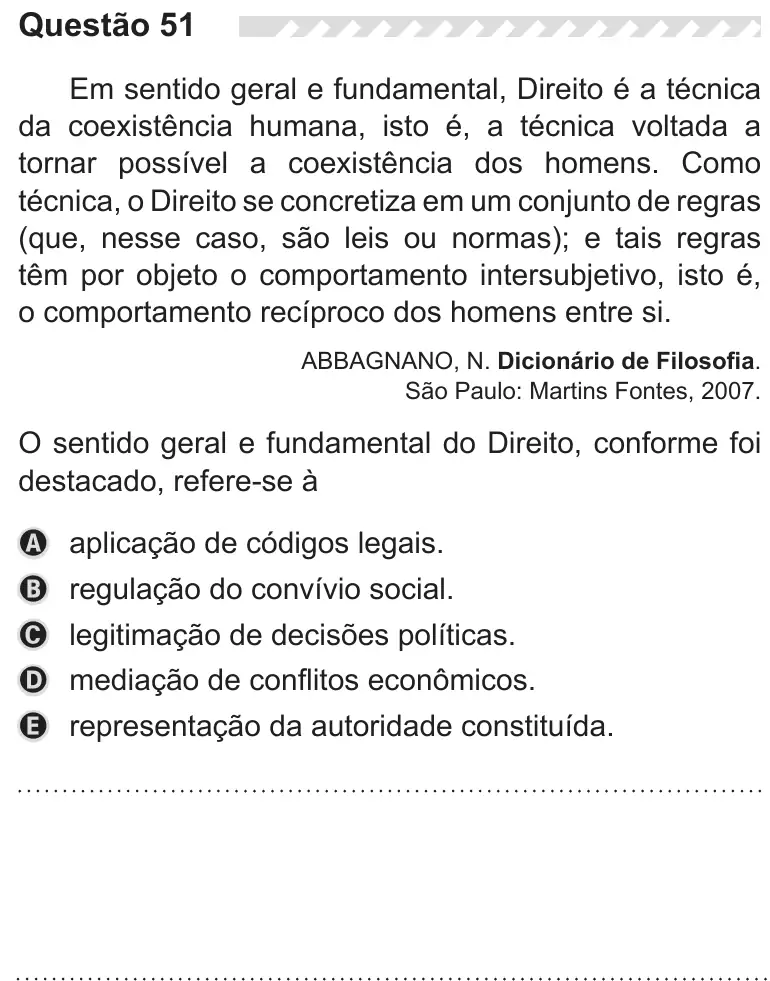 Questão 51
Em sentido geral e fundamental, Direito é a técnica
da coexistência humana, isto é, a técnica voltada a
tornar possível a coexistência dos homens. Como
técnica, o Direito se concretiza em um conjunto de regras
(que, nesse caso, são leis ou normas); e tais regras
têm por objeto o comportamento intersubjetivo, isto é,
o comportamento recíproco dos homens entre si.
ABBAGNANO, N. Dicionário de Filosofia.
São Paulo: Martins Fontes, 2007.
O sentido geral e fundamental do Direito, conforme foi
destacado, refere-se à
A aplicação de códigos legais.
B regulação do convívio social.
C legitimação de decisões políticas.
D mediação de conflitos econômicos.
E representação da autoridade constituída.